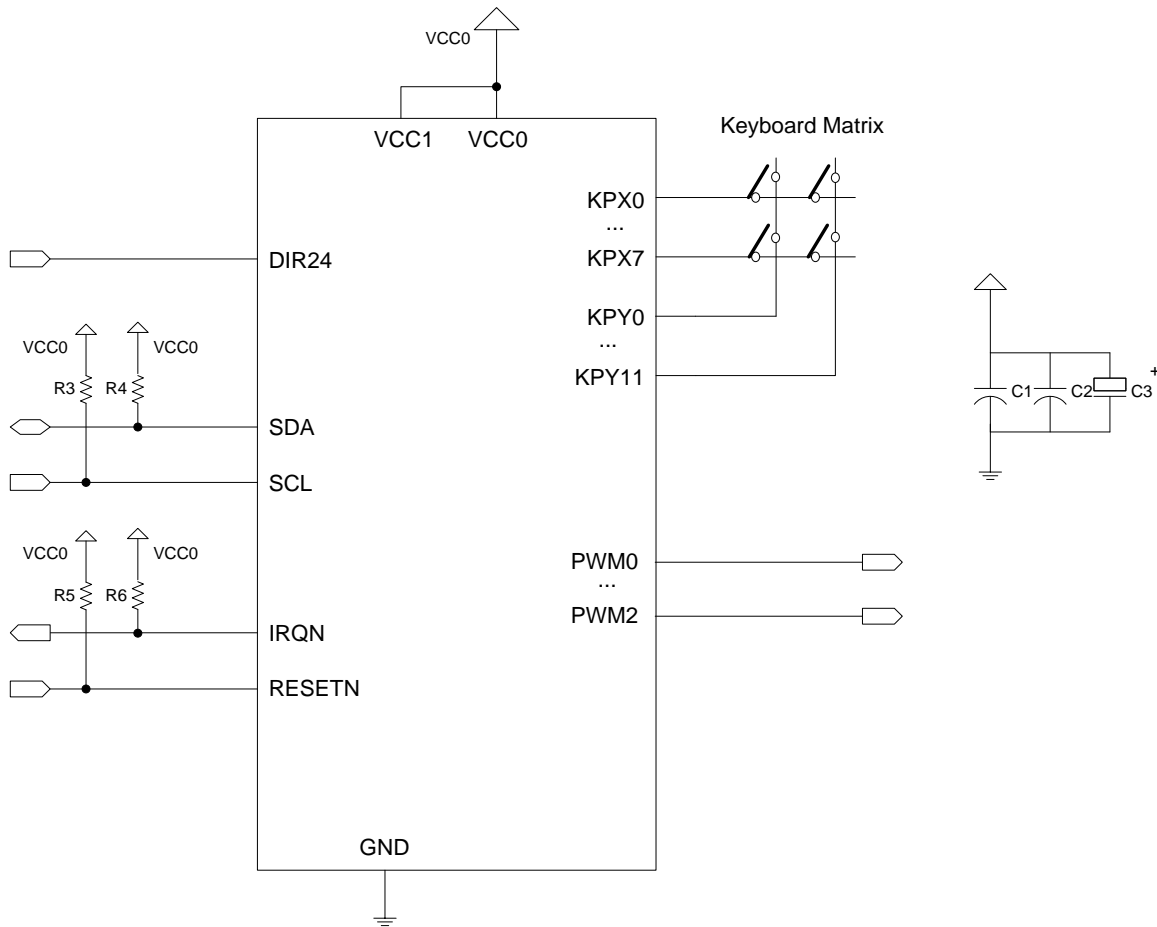 VCC0
VCC1 VCC0
Keyboard Matrix
KPX0
...
DIR24
KPX7
KPY0
...
KPY11
VCC0 VCC0
R3 R4
C1 C2 C3 +
SDA
SCL
VCC0 VCC0
PWM0
...
R5 R6
PWM2
IRQN
RESETN
GND